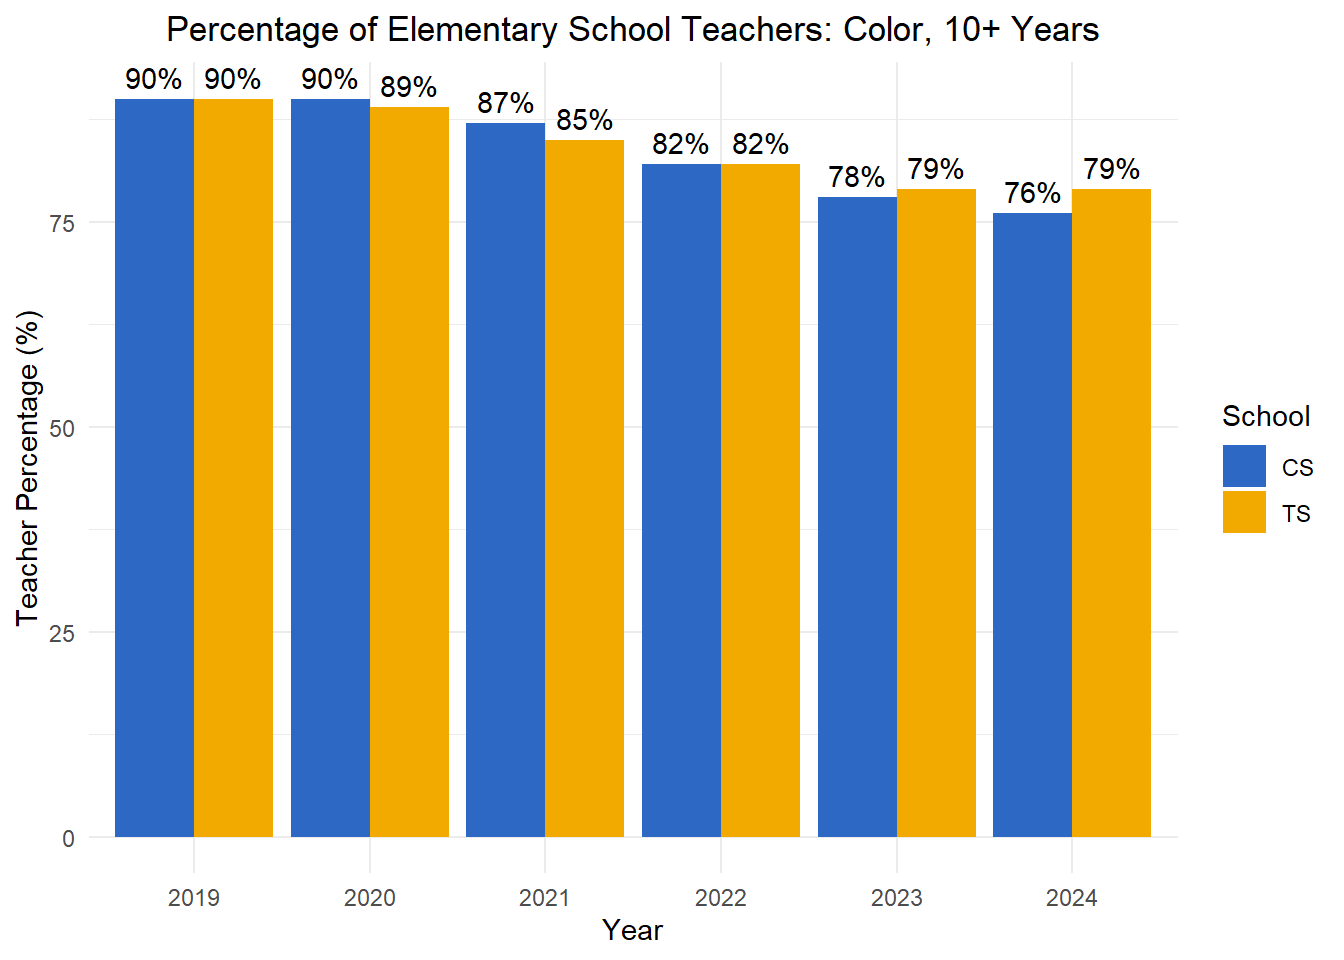 Percentage of Elementary School Teachers: Color, 10+ Years
90% 90% 90% 89% 87% 85% 82% 82% 78% 79% 76% 79%
75
50
25
0
Teacher Percentage (%)
2019 2020 2021 2022 2023 2024
Year
School
CS
TS